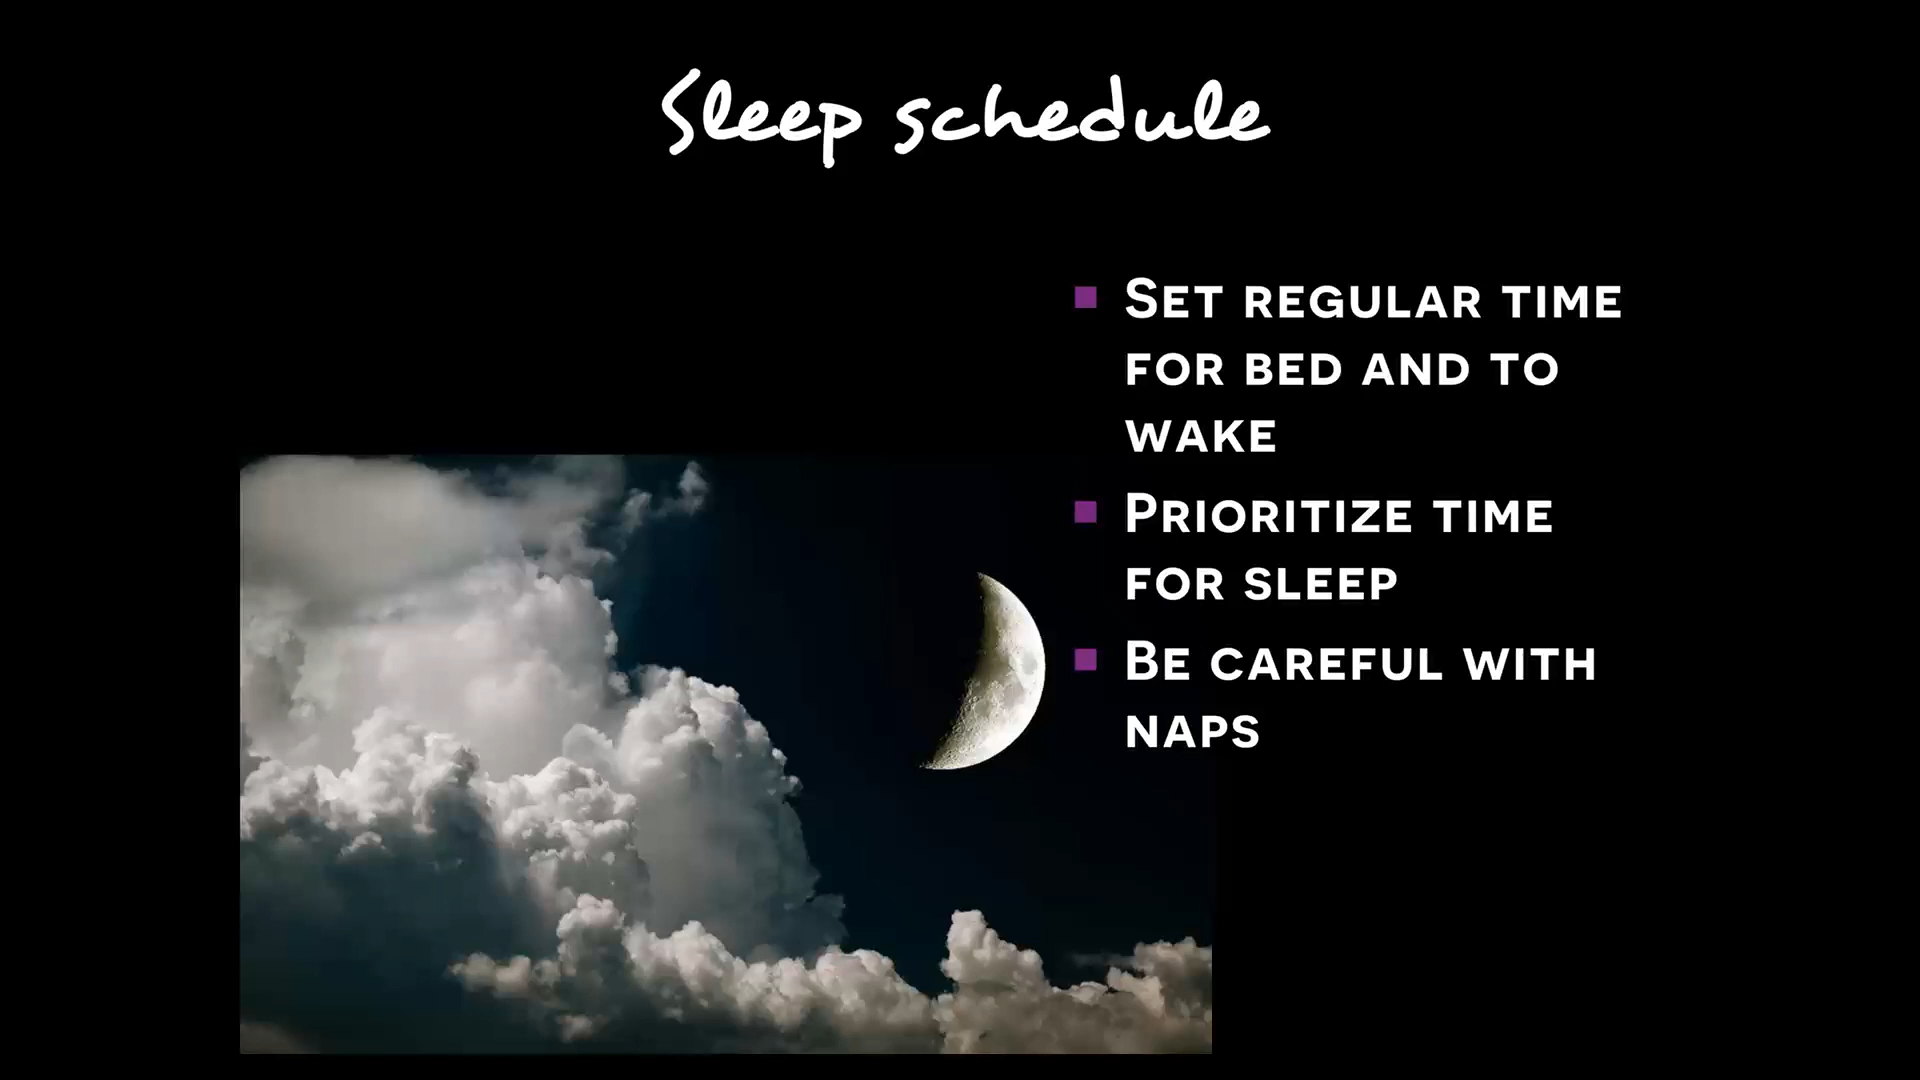 Sleep schedule
Set regular time
for bed and to
wake
Prioritize time
for sleep
Be careful with
naps